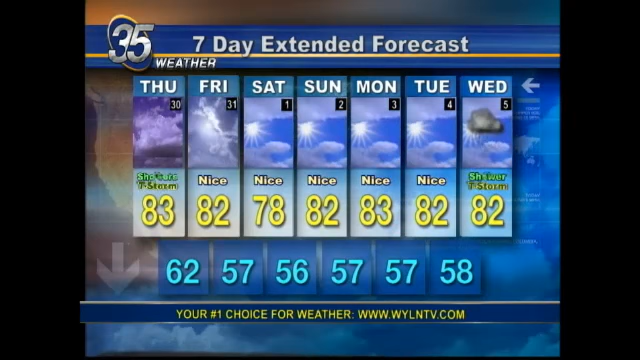 35
WEATHER
7 Day Extended Forecast
THU FRI SAT SUN MON TUE WED
30 31 1 2 3 4 5
Showers T-Storm Nice Nice Nice Nice Nice Shower T-Storm
83 82 78 82 83 82 82
62 57 56 57 57 58
YOUR #1 CHOICE FOR WEATHER: WWW.WYLNTV.COM